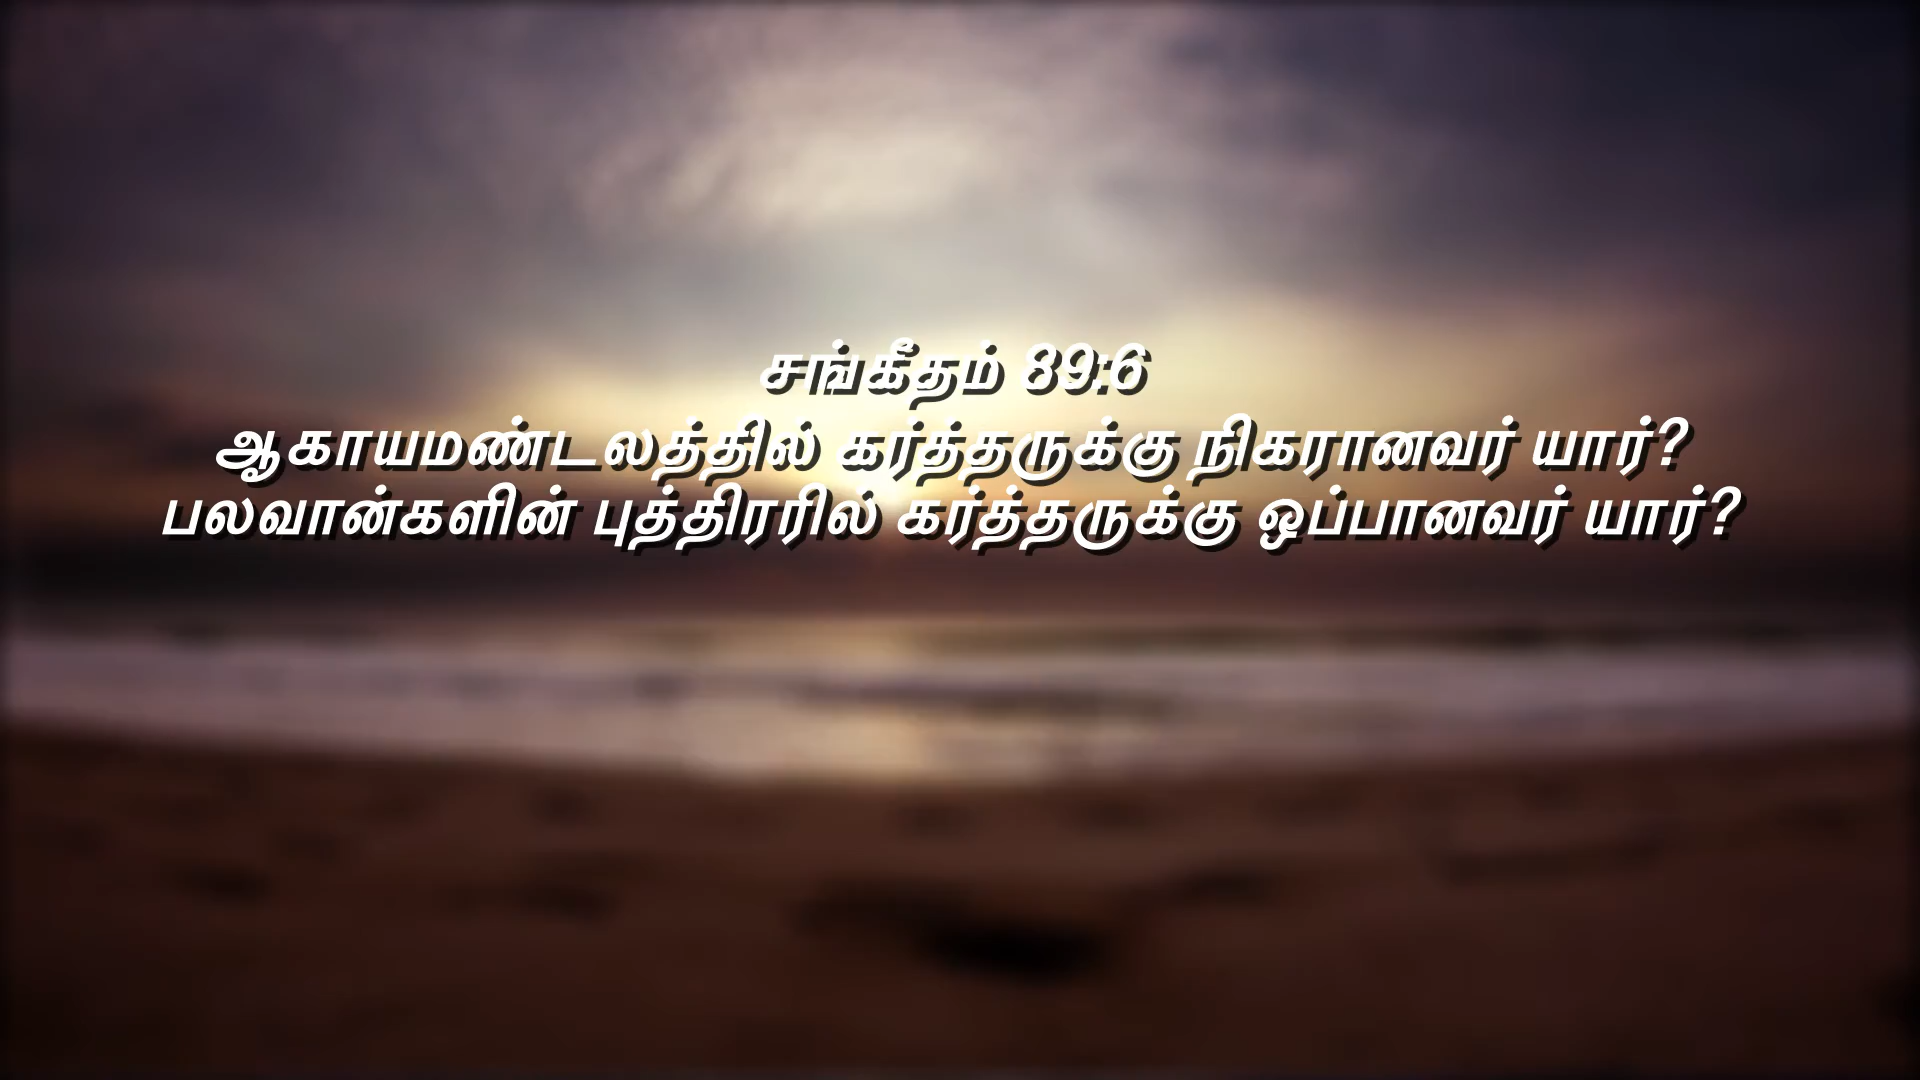 சங்கீதம் 89:6
ஆகாயமண்டலத்தில் கர்த்தருக்கு நிகரானவர் யார்?
பலவான்களின் புத்திரரில் கர்த்தருக்கு ஒப்பானவர் யார்?